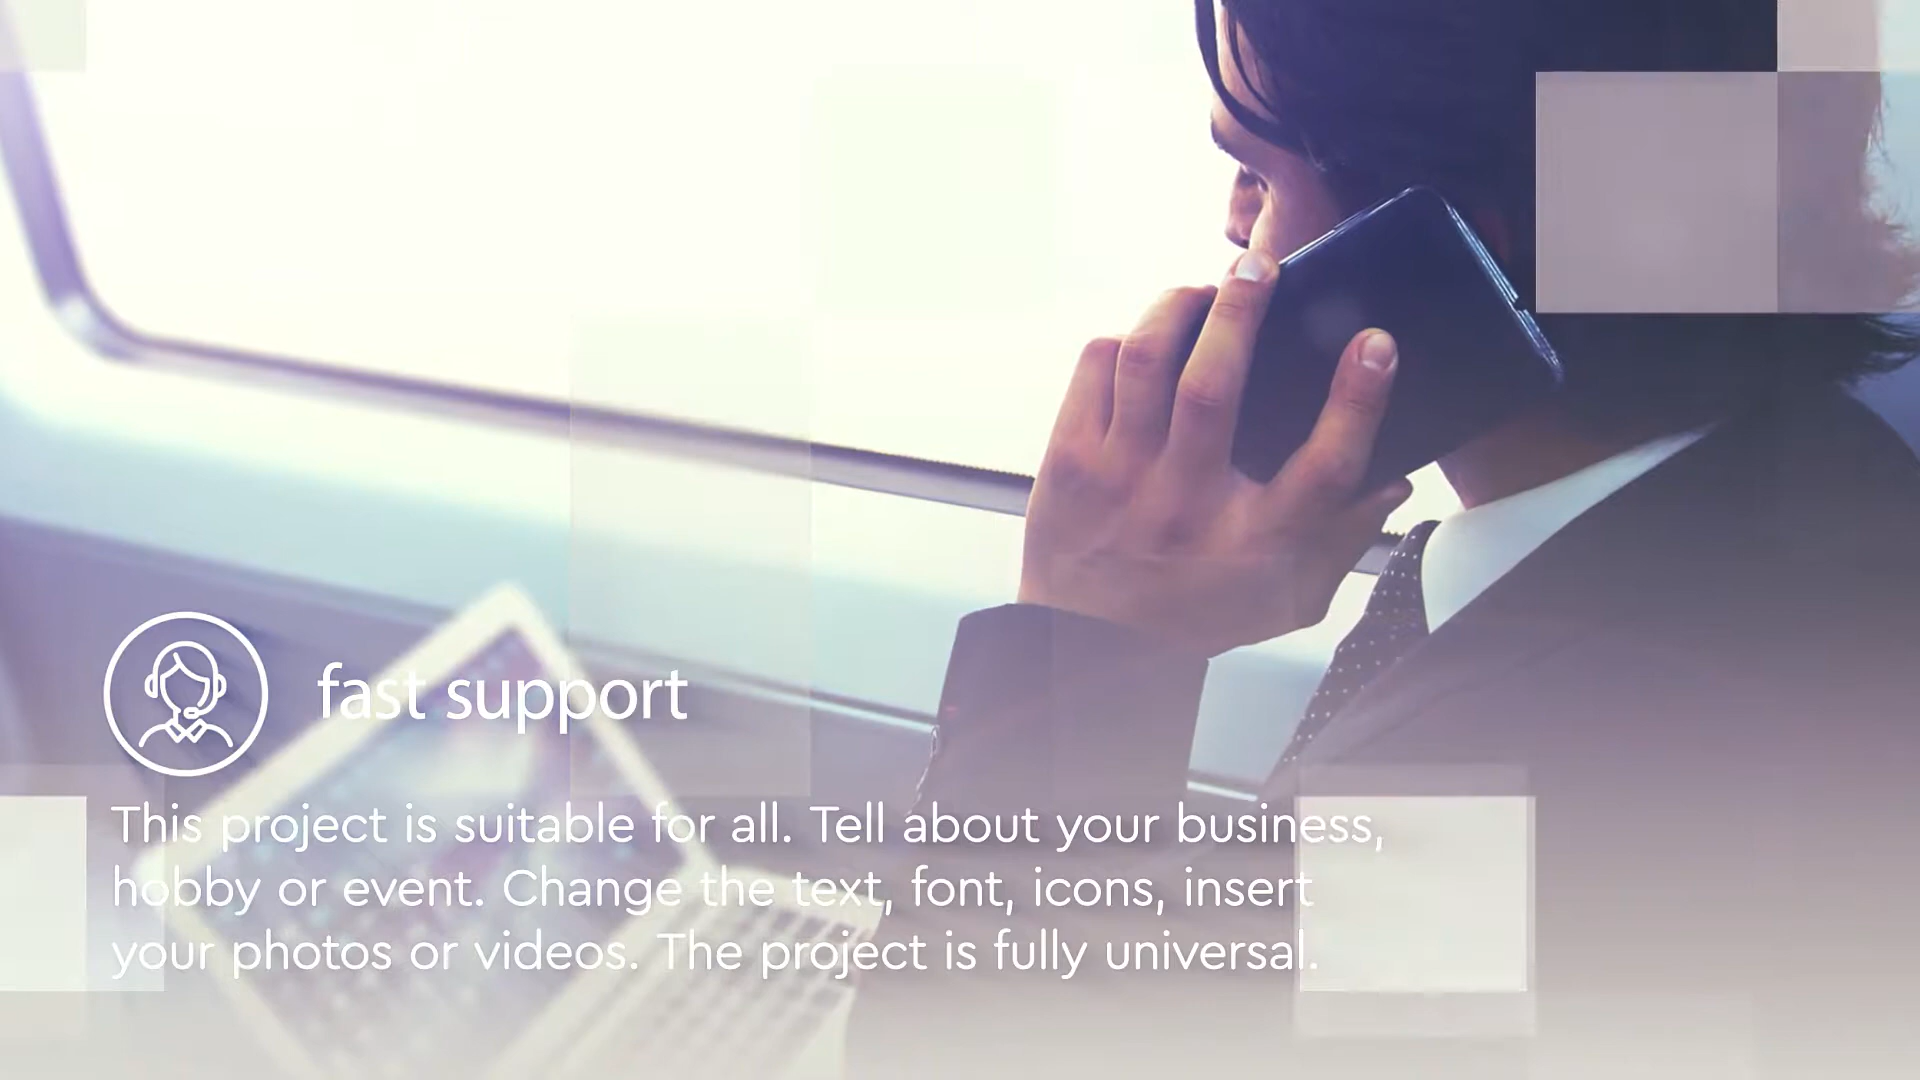 fast support
This project is suitable for all. Tell about your business,
hobby or event. Change the text, font, icons, insert
your photos or videos. The project is fully universal.